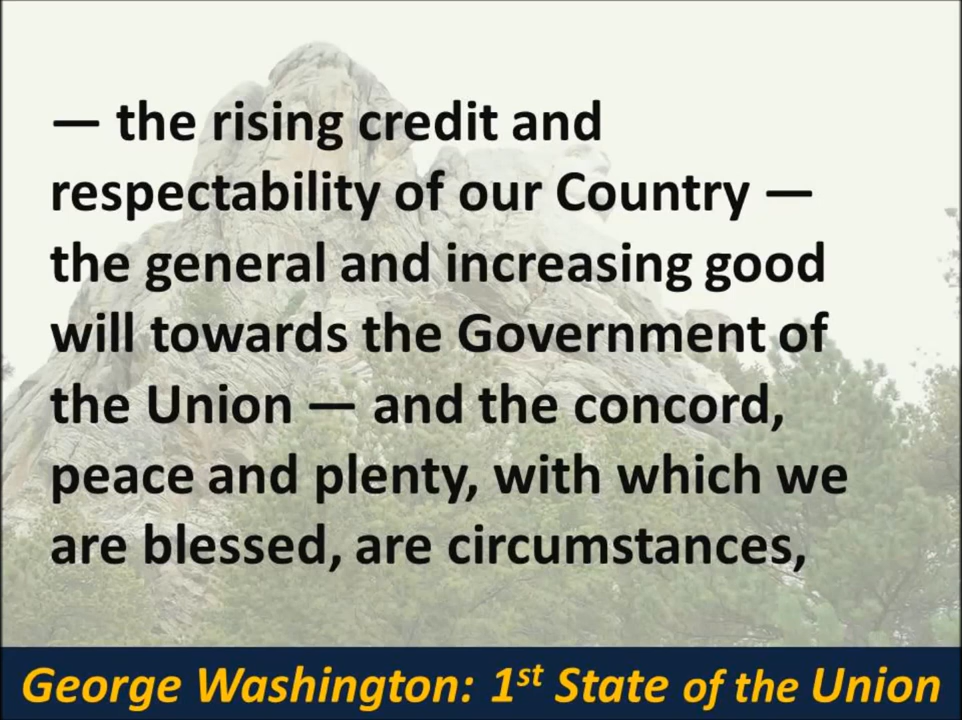 — the rising credit and
respectability of our Country —
the general and increasing good
will towards the Government of
the Union — and the concord,
peace and plenty, with which we
are blessed, are circumstances,
George Washington: 1st State of the Union